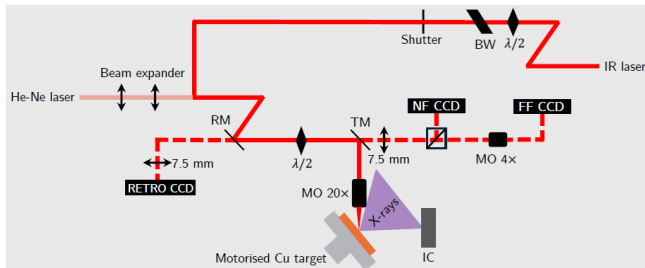 Shutter
BW
λ/2
IR laser
Beam expander
He-Ne laser
RM
TM
NF CCD
FF CCD
7.5 mm
λ/2
7.5 mm
MO 4×
RETRO CCD
MO 20×
X-rays
IC
Motorised Cu target